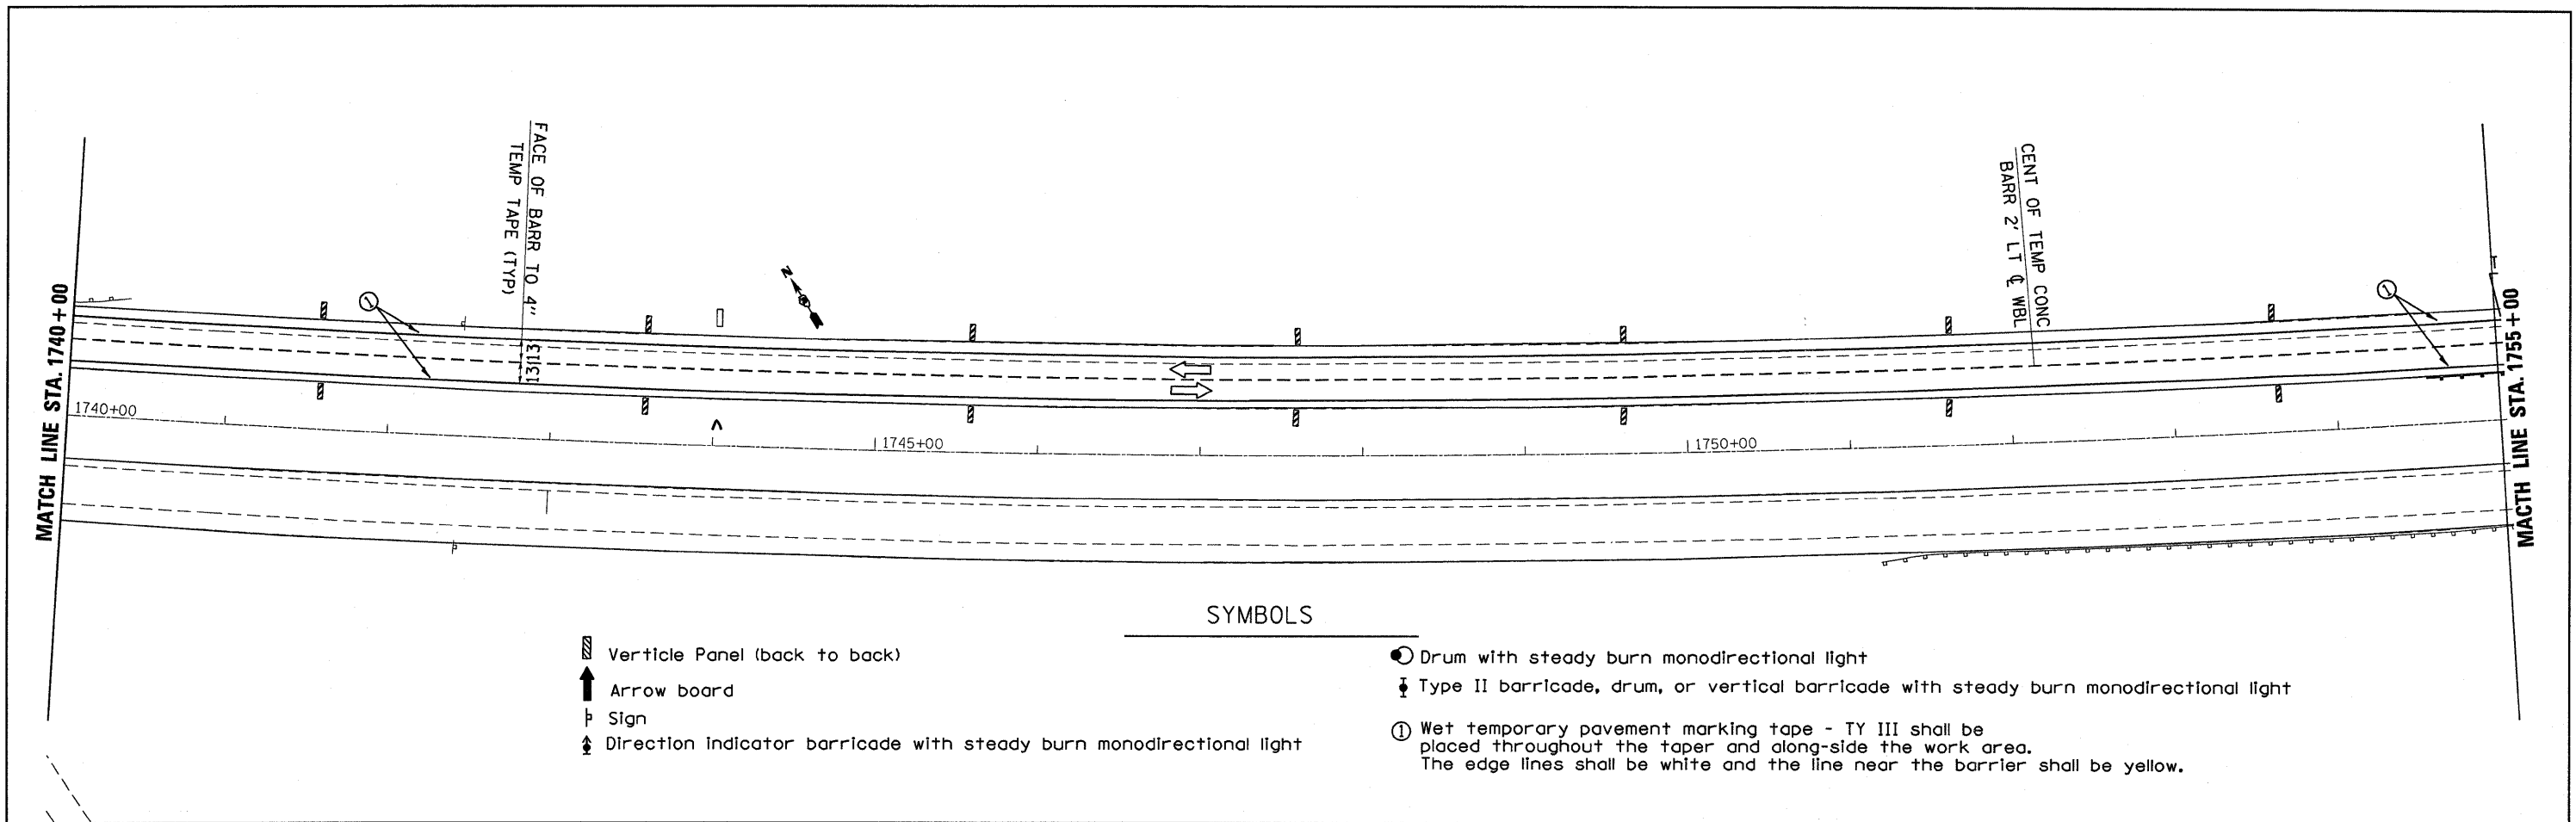 FACE OF BARR TO 4"
TEMP TAPE (TYP)
CENT OF TEMP CONC
BARR 2' LT ℄ WBL
N
1
1
13'
13'
MATCH LINE STA. 1740+00
MACTH LINE STA. 1755+00
1740+00
1745+00
1750+00
SYMBOLS
Verticle Panel (back to back)
Arrow board
Sign
Direction indicator barricade with steady burn monodirectional light
Drum with steady burn monodirectional light
Type II barricade, drum, or vertical barricade with steady burn monodirectional light
① Wet temporary pavement marking tape - TY III shall be
placed throughout the taper and along-side the work area.
The edge lines shall be white and the line near the barrier shall be yellow.